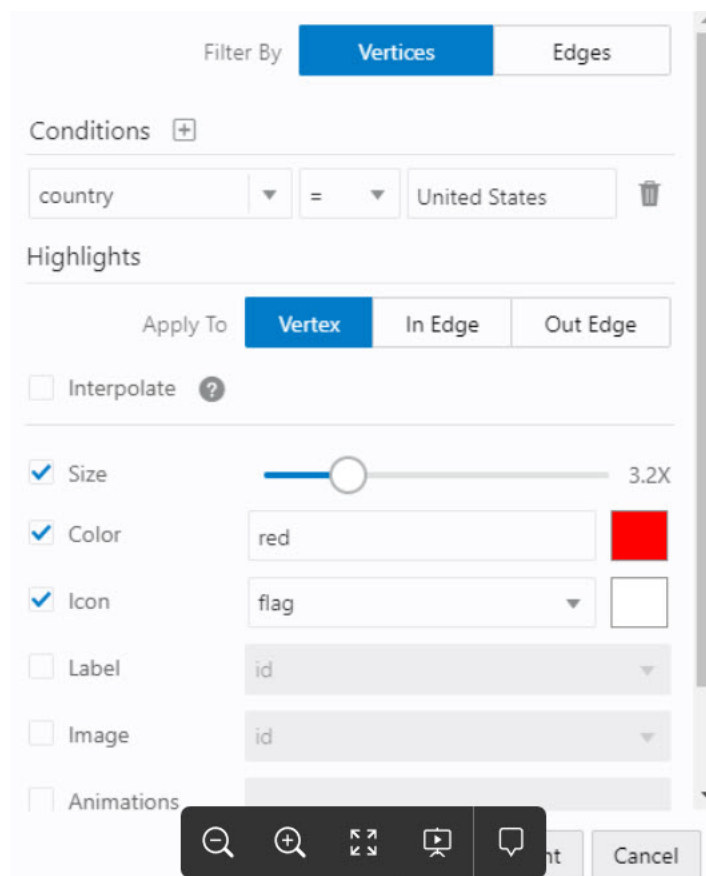 Filter By Vertices Edges
Conditions
country = United States
Highlights
Apply To Vertex In Edge Out Edge
Interpolate ?
Size 3.2X
Color red
Icon flag
Label id
Image id
Animations
nt Cancel